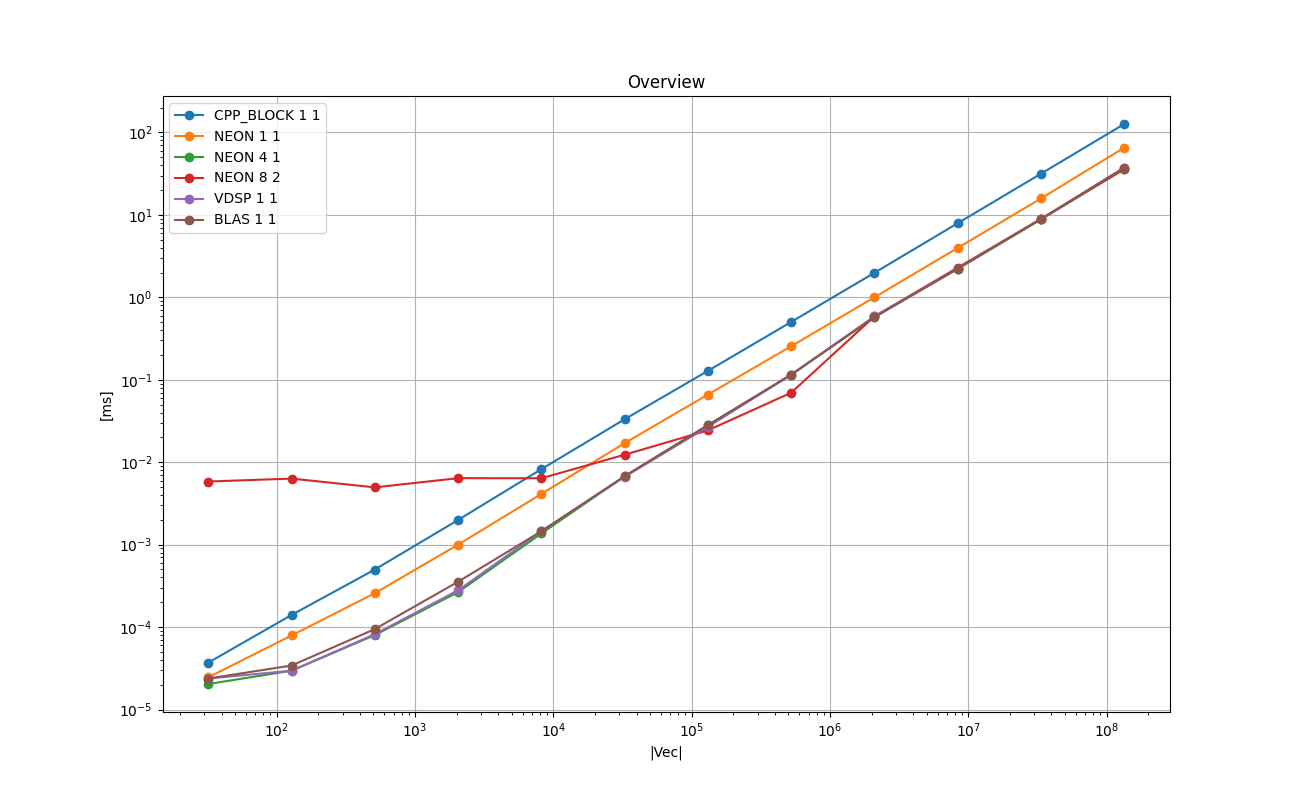 Overview
CPP_BLOCK 1 1
NEON 1 1
NEON 4 1
NEON 8 2
VDSP 1 1
BLAS 1 1
[ms]
10²
10¹
10⁰
10⁻¹
10⁻²
10⁻³
10⁻⁴
10⁻⁵
10² 10³ 10⁴ 10⁵ 10⁶ 10⁷ 10⁸
|Vec|